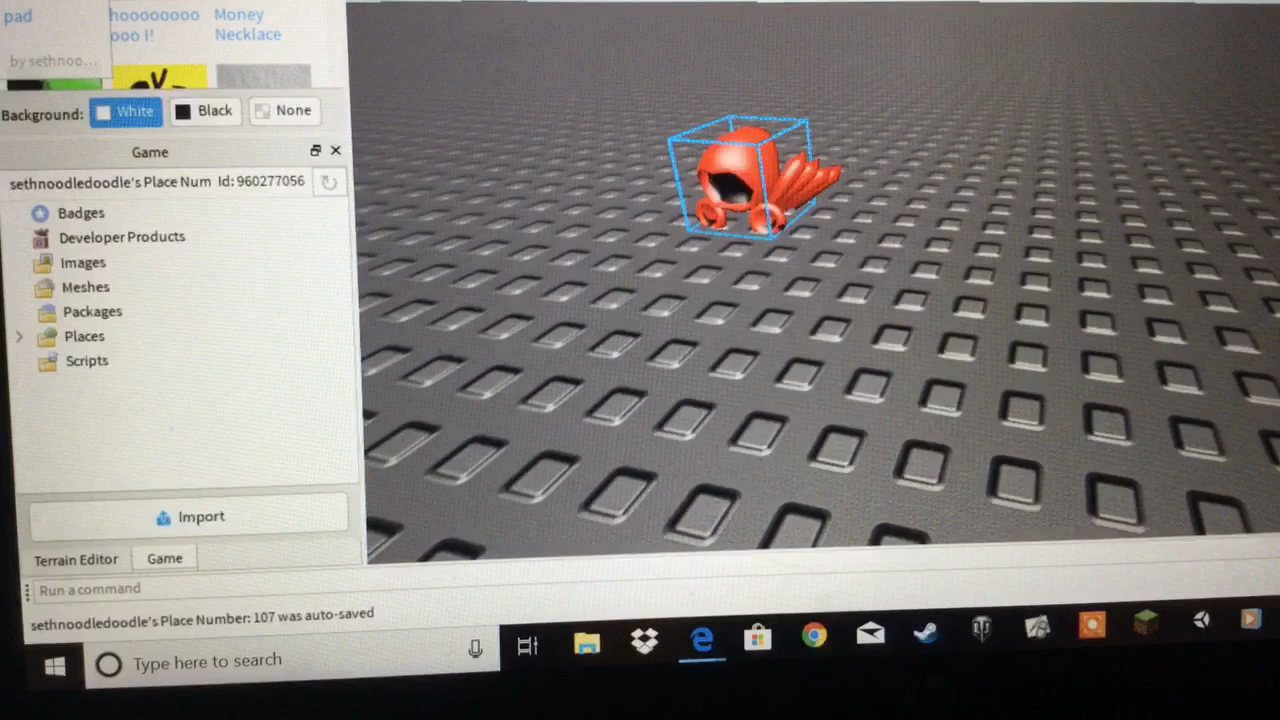 pad
hooooooooo
ooo I!
Money
Necklace
by sethnoo...
Background:
White
Black
None
Game
sethnoodledoodle's Place Num Id: 960277056
Badges
Developer Products
Images
Meshes
Packages
Places
Scripts
Import
Terrain Editor
Game
Run a command
sethnoodledoodle's Place Number: 107 was auto-saved
Type here to search